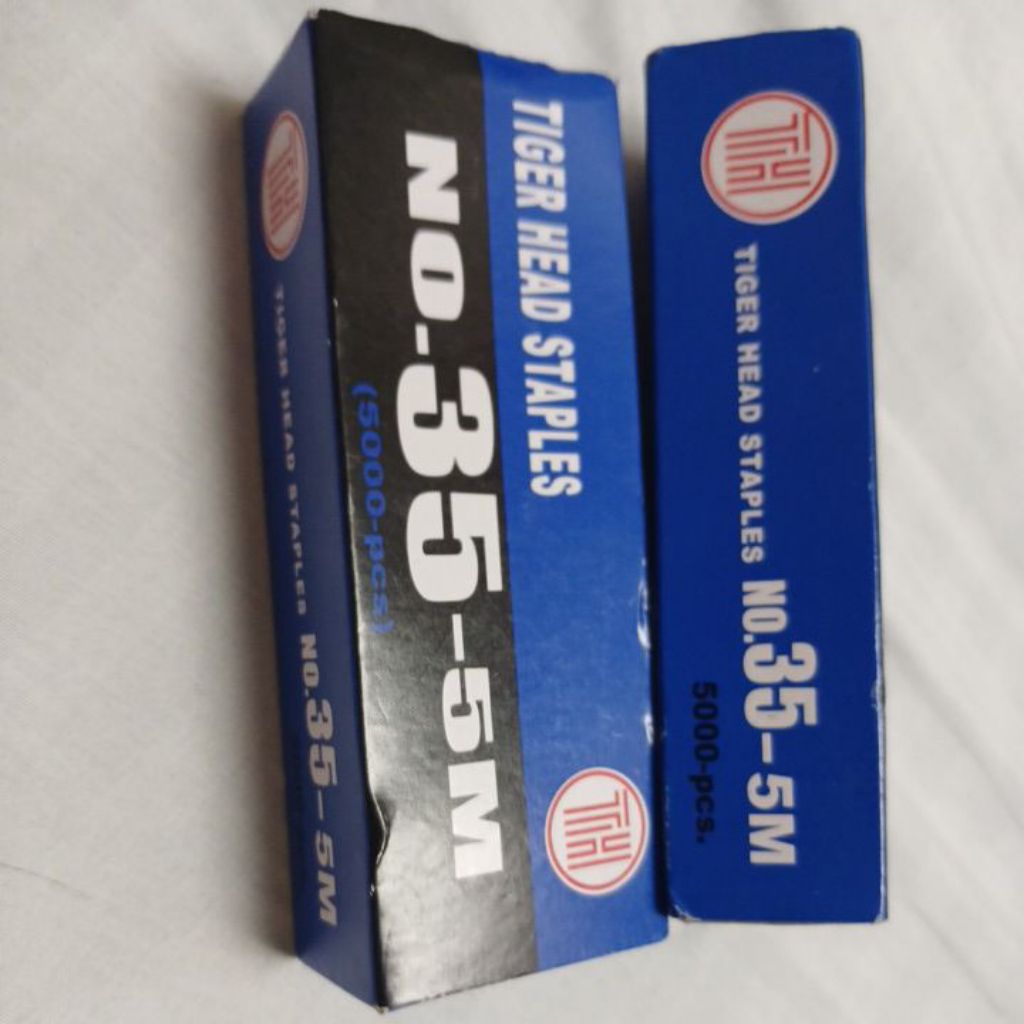 TH
TIGER HEAD STAPLES NO.35-5M
TIGER HEAD STAPLES
NO.35-5M
(5000-pcs)
TH
TH
TIGER HEAD STAPLES NO.35-5M
5000-pcs.